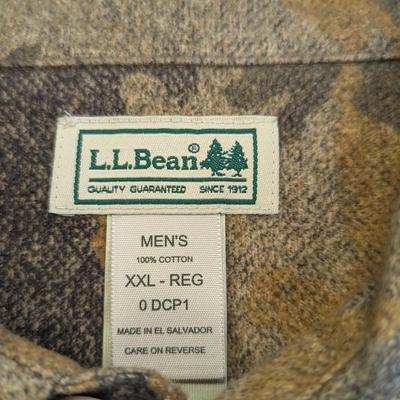 L.L.Bean®
QUALITY GUARANTEED SINCE 1912
MEN'S
100% COTTON
XXL - REG
0 DCP1
MADE IN EL SALVADOR
CARE ON REVERSE